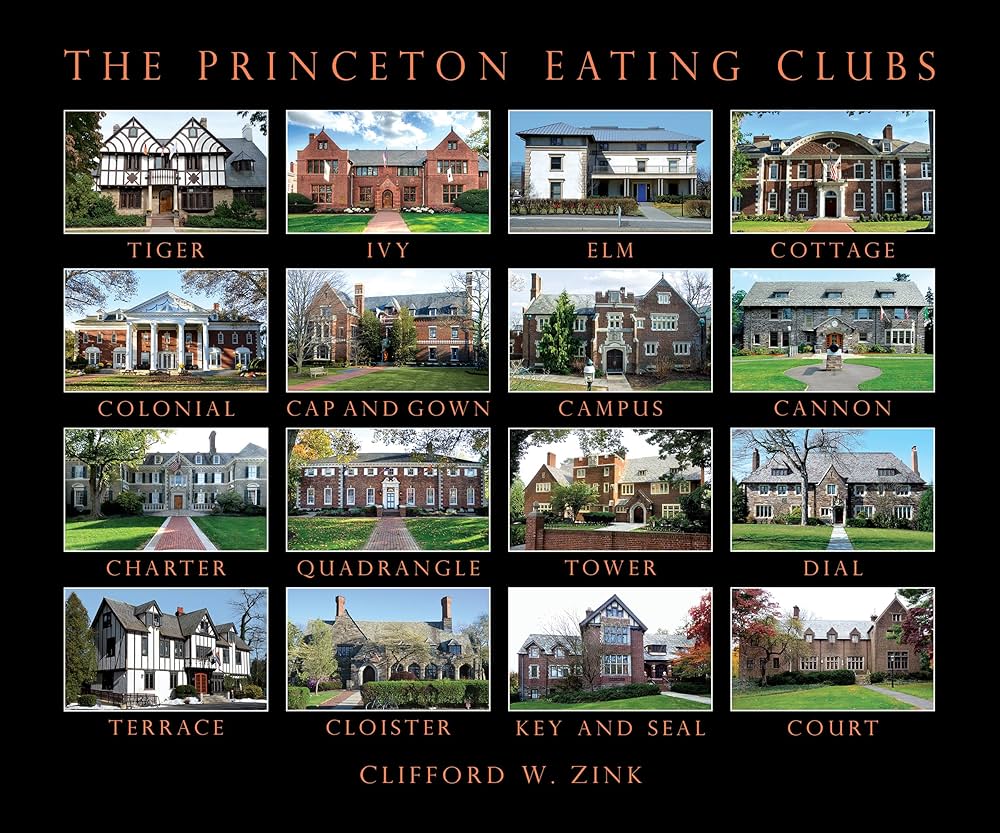 THE PRINCETON EATING CLUBS
TIGER
IVY
ELM
COTTAGE
COLONIAL
CAP AND GOWN
CAMPUS
CANNON
CHARTER
QUADRANGLE
TOWER
DIAL
TERRACE
CLOISTER
KEY AND SEAL
COURT
CLIFFORD W. ZINK